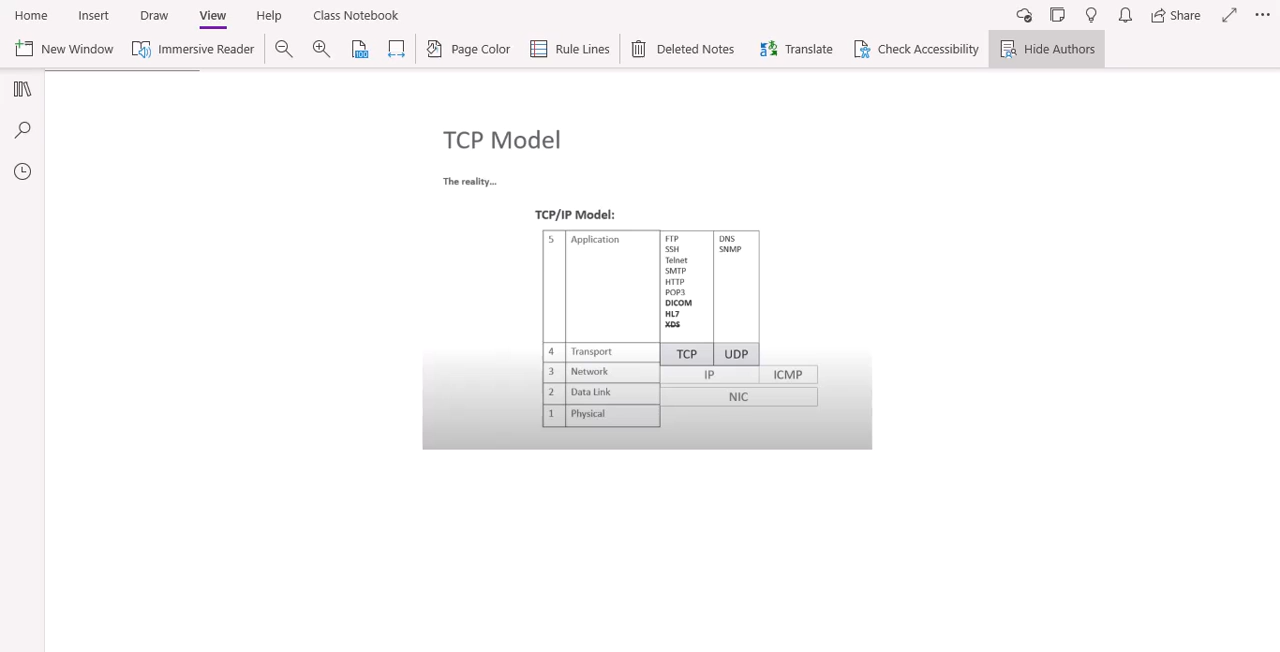 Home Insert Draw View Help Class Notebook Share
New Window Immersive Reader 100 Page Color Rule Lines Deleted Notes Translate Check Accessibility Hide Authors
TCP Model
The reality...
TCP/IP Model:
5 Application FTP DNS
SSH SNMP
Telnet
SMTP
HTTP
POP3
DICOM
HL7
XDS
4 Transport TCP UDP
3 Network IP ICMP
2 Data Link NIC
1 Physical